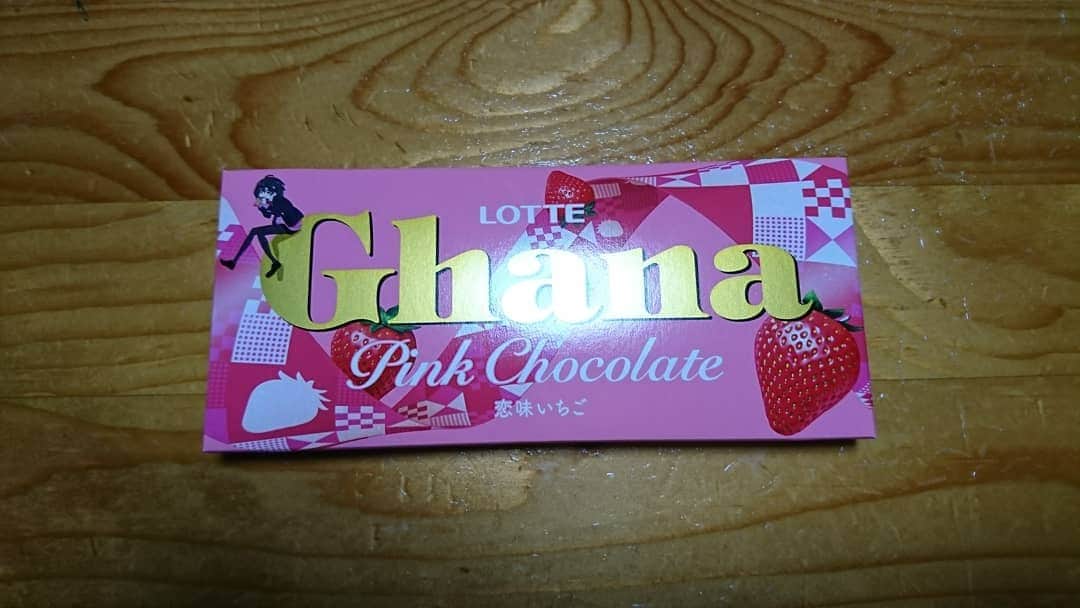 LOTTE
Ghana
Pink Chocolate
恋味いちご